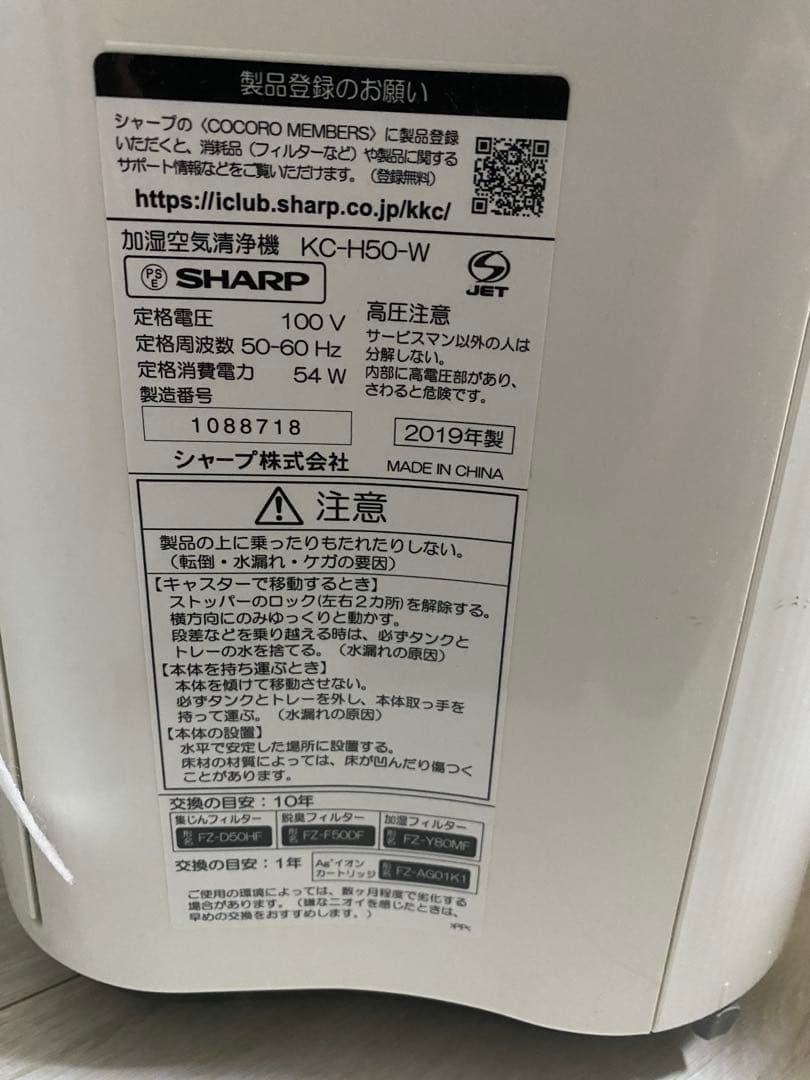 製品登録のお願い
シャープの〈COCORO MEMBERS〉に製品登録
いただくと、消耗品（フィルターなど）や製品に関する
サポート情報などをご覧いただけます。（登録無料）
https://iclub.sharp.co.jp/kkc/
加湿空気清浄機 KC-H50-W
PSE SHARP
JET
定格電圧 100 V
定格周波数 50-60 Hz
定格消費電力 54 W
製造番号
1088718
シャープ株式会社
高圧注意
サービスマン以外の人は
分解しない。
内部に高電圧部があり、
さわると危険です。
2019年製
MADE IN CHINA
注意
製品の上に乗ったりもたれたりしない。
（転倒・水漏れ・ケガの要因）
【キャスターで移動するとき】
ストッパーのロック(左右２カ所)を解除する。
横方向にのみゆっくりと動かす。
段差などを乗り越える時は、必ずタンクと
トレーの水を捨てる。（水漏れの原因）
【本体を持ち運ぶとき】
本体を傾けて移動させない。
必ずタンクとトレーを外し、本体取っ手を
持って運ぶ。（水漏れの原因）
【本体の設置】
水平で安定した場所に設置する。
床材の材質によっては、床が凹んだり傷つく
ことがあります。
交換の目安：10年
集じんフィルター 脱臭フィルター 加湿フィルター
形名 FZ-D50HF 形名 FZ-F50DF 形名 FZ-Y80MF
交換の目安：1年 Ag⁺イオンカートリッジ 形名 FZ-AG01K1
ご使用の環境によっては、数ヶ月程度で劣化する
場合があります。（嫌なニオイを感じたときは、
早めの交換をおすすめします。）
>PP<